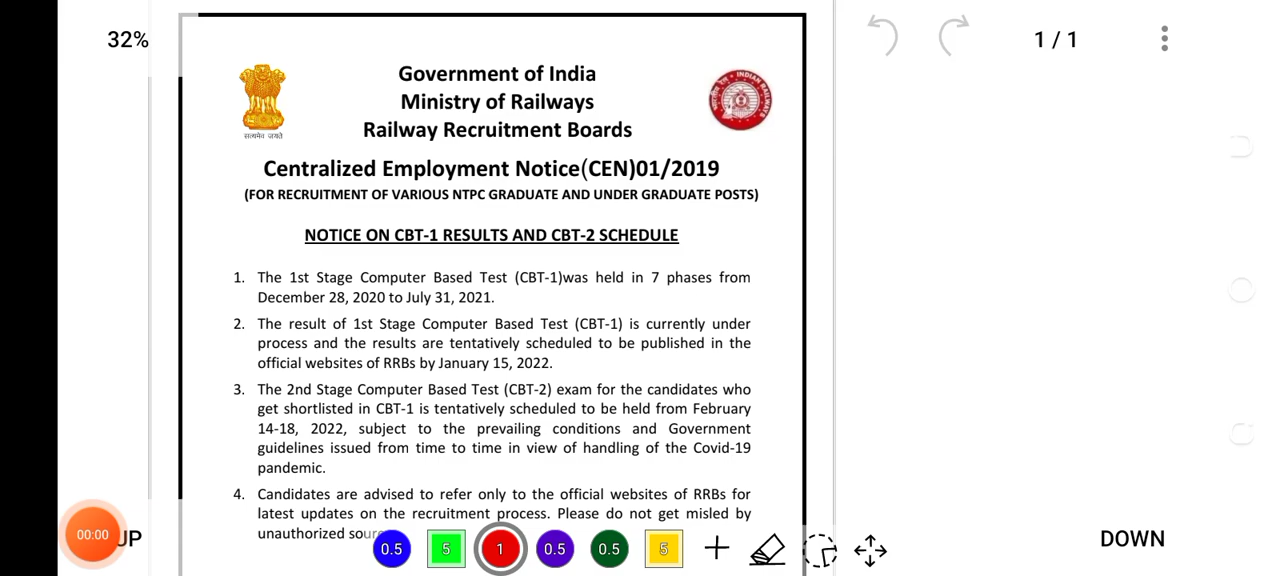 32%
1 / 1
Government of India
Ministry of Railways
Railway Recruitment Boards
सत्यमेव जयते
INDIAN RAILWAYS
Centralized Employment Notice(CEN)01/2019
(FOR RECRUITMENT OF VARIOUS NTPC GRADUATE AND UNDER GRADUATE POSTS)
NOTICE ON CBT-1 RESULTS AND CBT-2 SCHEDULE
1. The 1st Stage Computer Based Test (CBT-1)was held in 7 phases from
December 28, 2020 to July 31, 2021.
2. The result of 1st Stage Computer Based Test (CBT-1) is currently under
process and the results are tentatively scheduled to be published in the
official websites of RRBs by January 15, 2022.
3. The 2nd Stage Computer Based Test (CBT-2) exam for the candidates who
get shortlisted in CBT-1 is tentatively scheduled to be held from February
14-18, 2022, subject to the prevailing conditions and Government
guidelines issued from time to time in view of handling of the Covid-19
pandemic.
4. Candidates are advised to refer only to the official websites of RRBs for
latest updates on the recruitment process. Please do not get misled by
unauthorized
00:00
UP
0.5 5 1 0.5 0.5 5
DOWN